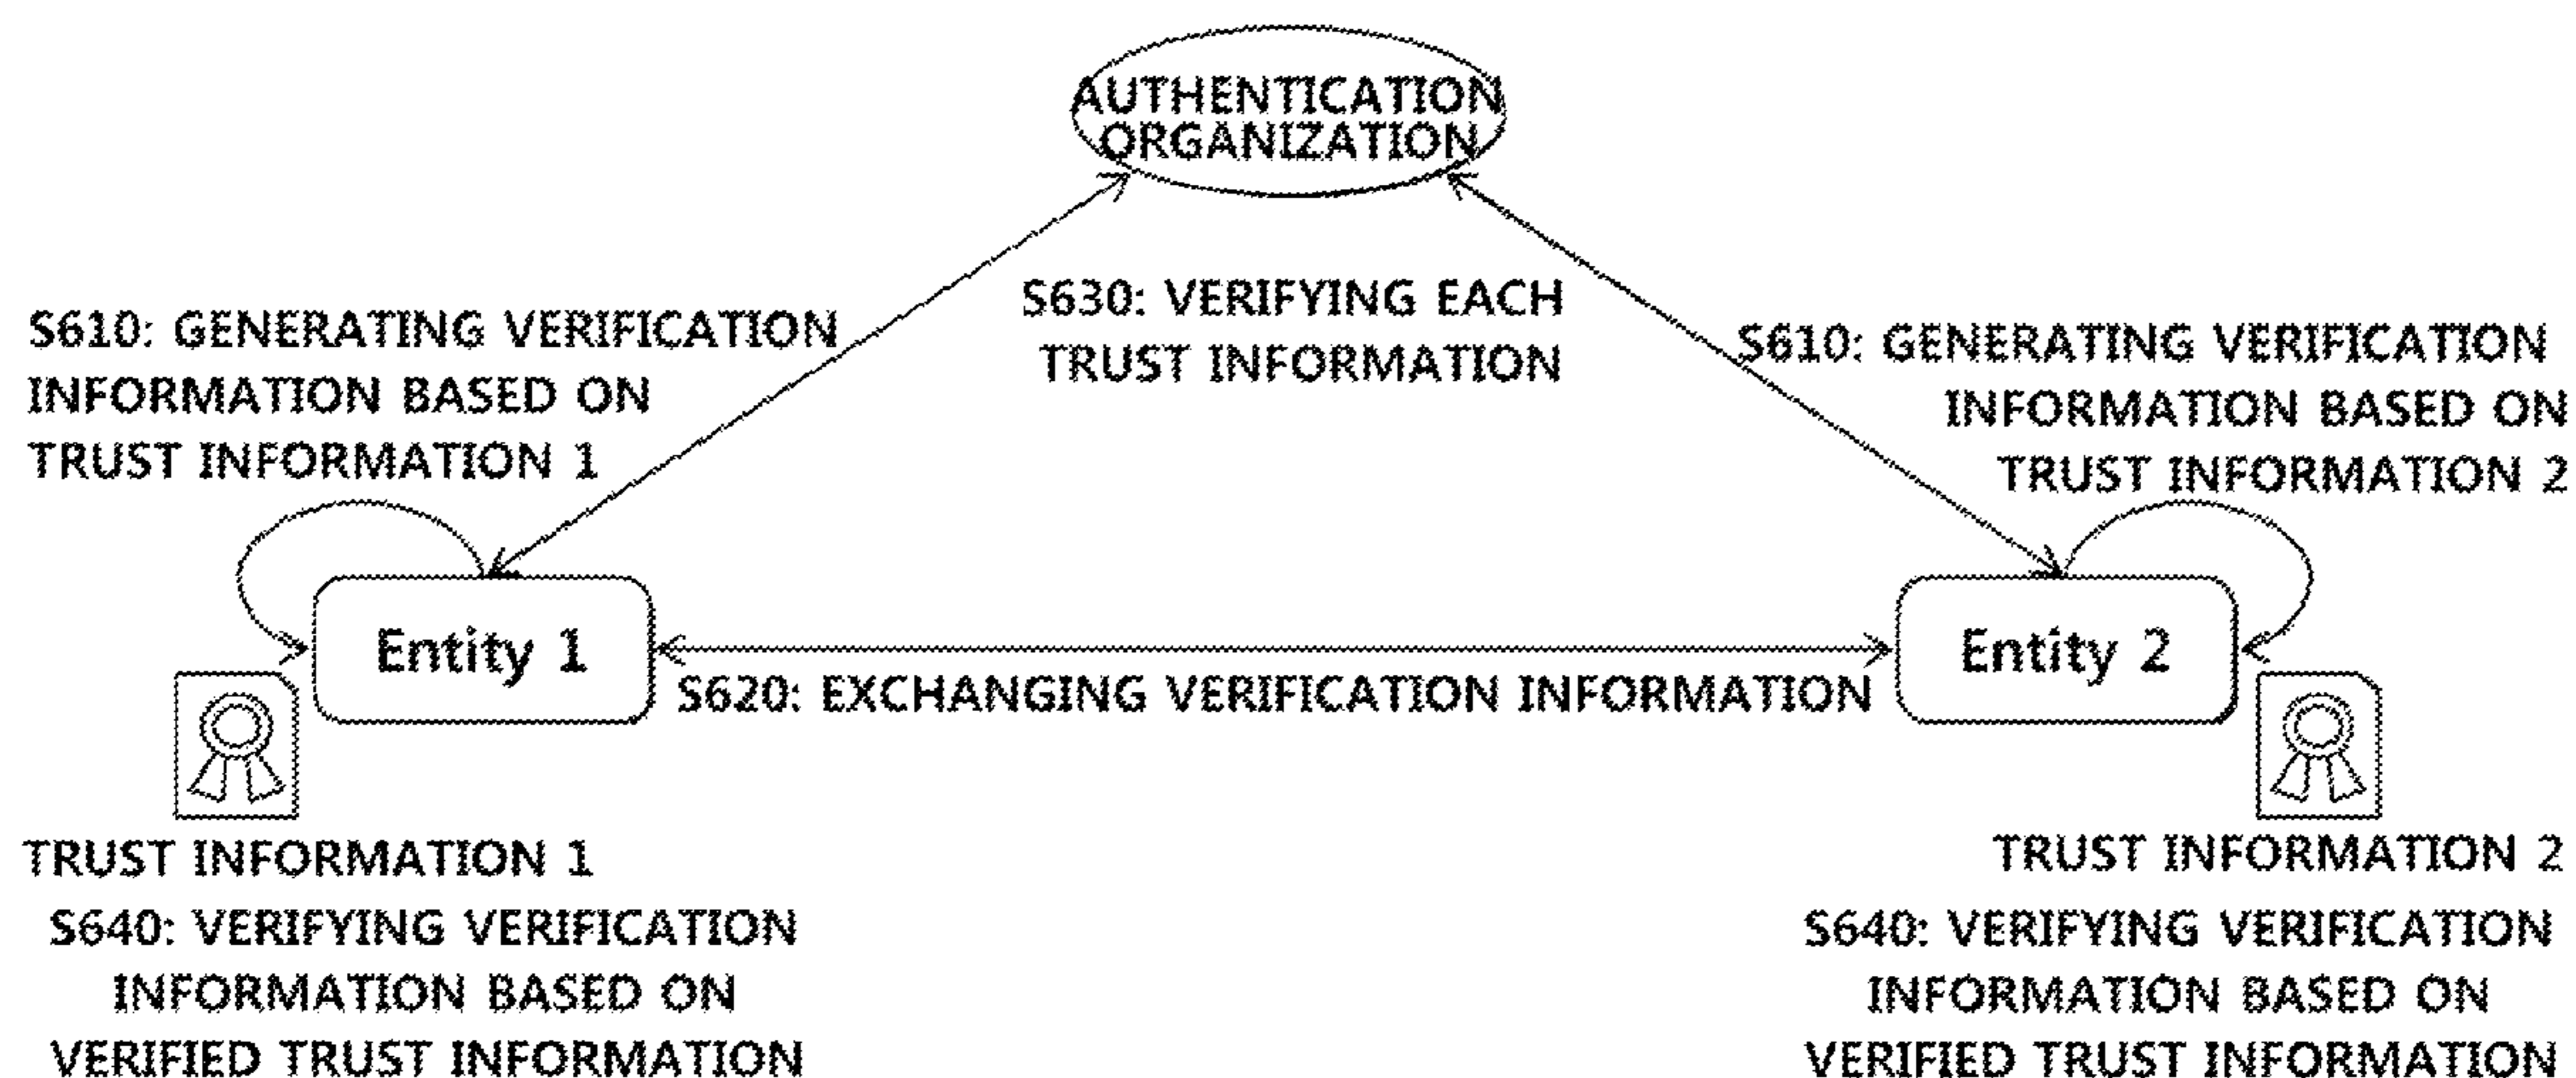 AUTHENTICATION
ORGANIZATION
S630: VERIFYING EACH
TRUST INFORMATION
S610: GENERATING VERIFICATION
INFORMATION BASED ON
TRUST INFORMATION 1
S610: GENERATING VERIFICATION
INFORMATION BASED ON
TRUST INFORMATION 2
Entity 1
S620: EXCHANGING VERIFICATION INFORMATION
Entity 2
TRUST INFORMATION 1
S640: VERIFYING VERIFICATION
INFORMATION BASED ON
VERIFIED TRUST INFORMATION
TRUST INFORMATION 2
S640: VERIFYING VERIFICATION
INFORMATION BASED ON
VERIFIED TRUST INFORMATION